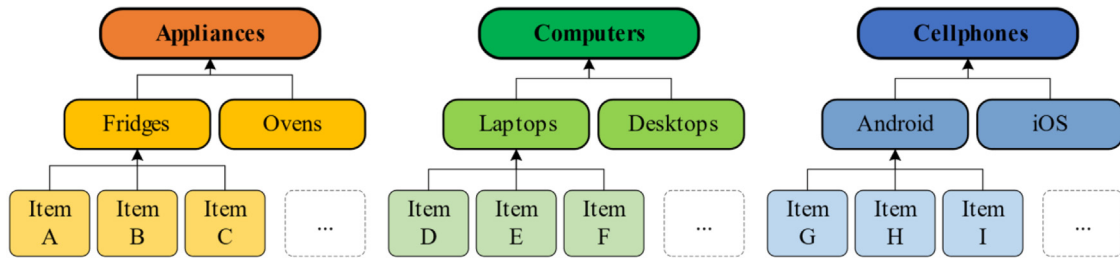 Appliances
Computers
Cellphones
Fridges
Ovens
Laptops
Desktops
Android
iOS
Item
A
Item
B
Item
C
...
Item
D
Item
E
Item
F
...
Item
G
Item
H
Item
I
...